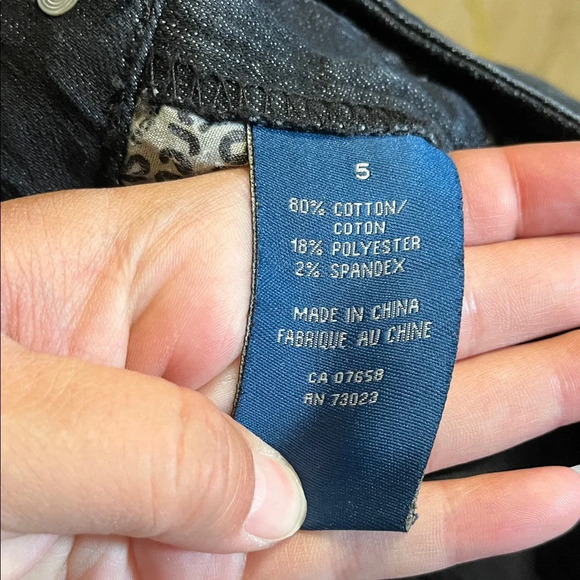 5
80% COTTON/
COTON
18% POLYESTER
2% SPANDEX
MADE IN CHINA
FABRIQUE AU CHINE
CA 07658
RN 73023